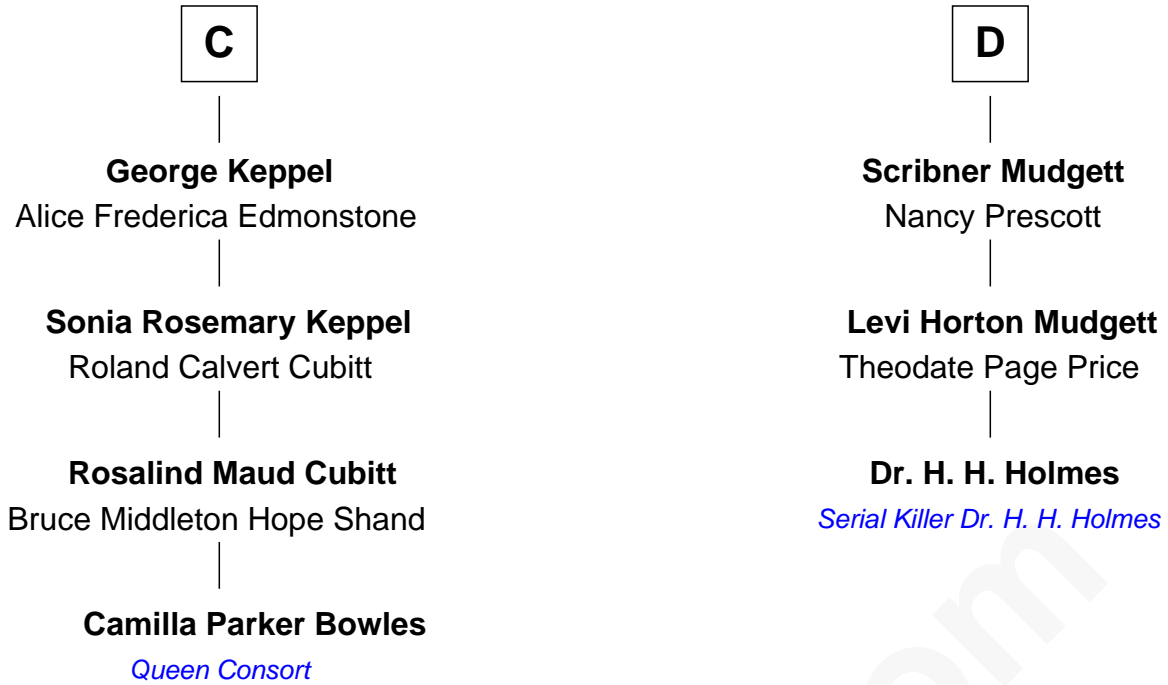 C
George Keppel
Alice Frederica Edmonstone
Sonia Rosemary Keppel
Roland Calvert Cubitt
Rosalind Maud Cubitt
Bruce Middleton Hope Shand
Camilla Parker Bowles
Queen Consort
D
Scribner Mudgett
Nancy Prescott
Levi Horton Mudgett
Theodate Page Price
Dr. H. H. Holmes
Serial Killer Dr. H. H. Holmes
om